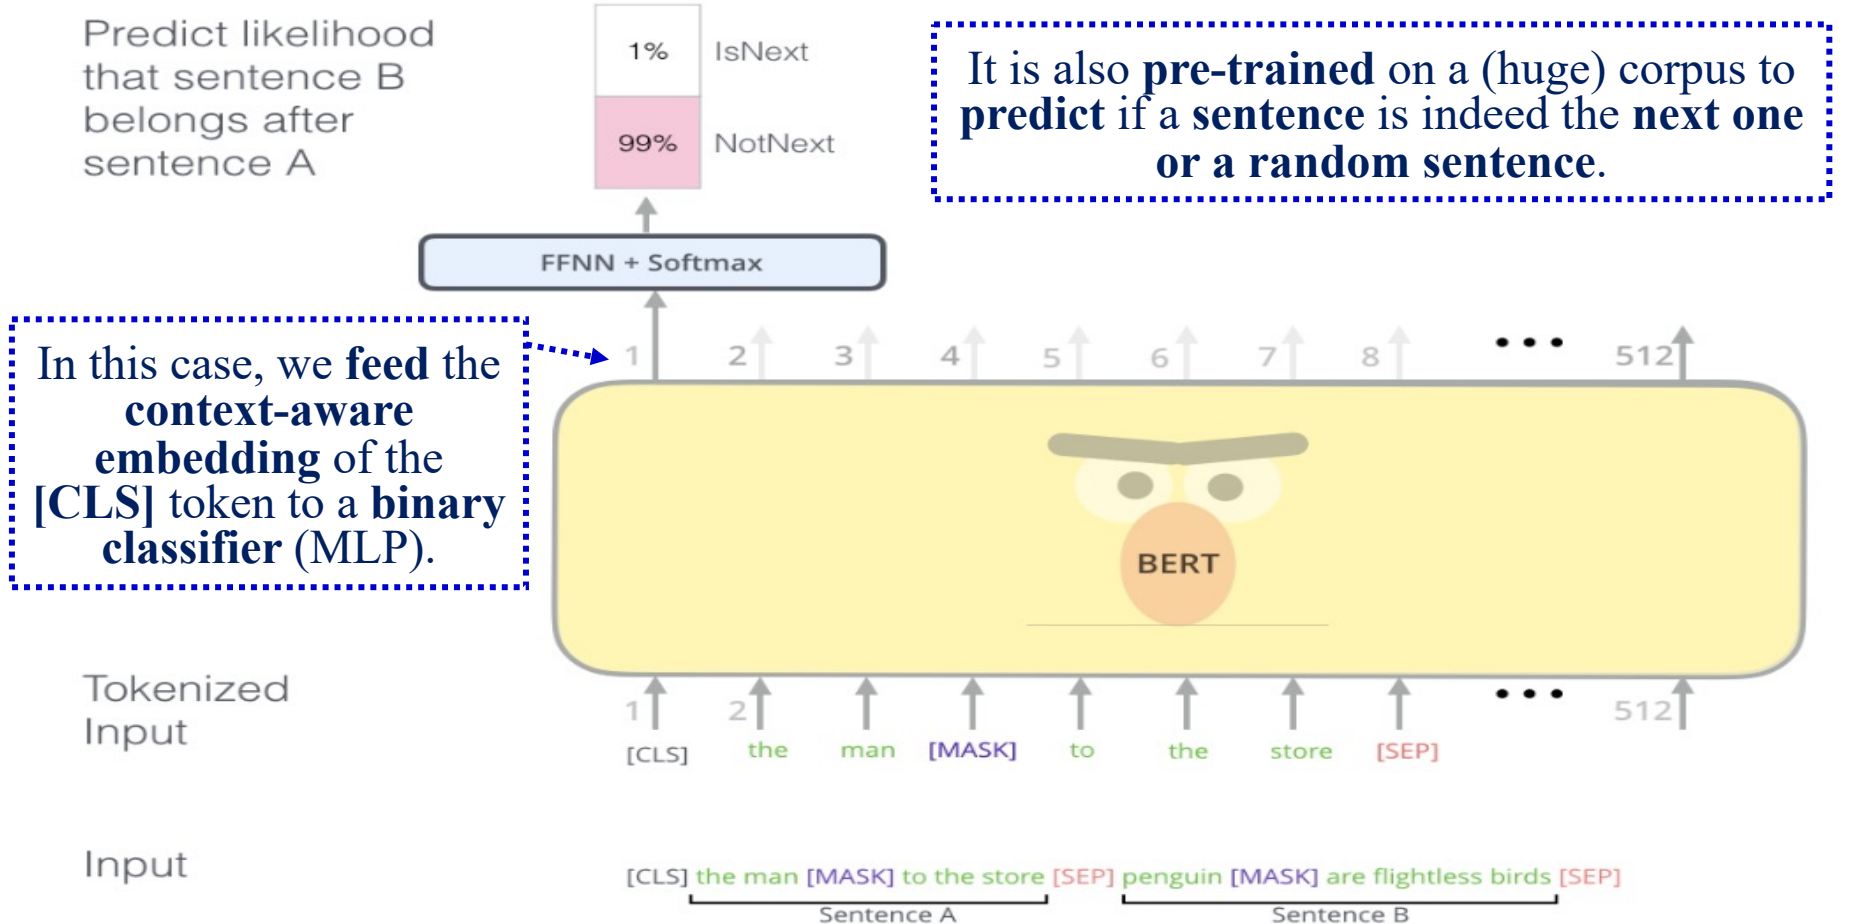 Predict likelihood
that sentence B
belongs after
sentence A
1% IsNext
99% NotNext
It is also pre-trained on a (huge) corpus to
predict if a sentence is indeed the next one
or a random sentence.
FFNN + Softmax
In this case, we feed the
context-aware
embedding of the
[CLS] token to a binary
classifier (MLP).
1 2 3 4 5 6 7 8 ••• 512
BERT
Tokenized
Input
1 2 ••• 512
[CLS] the man [MASK] to the store [SEP]
Input
[CLS] the man [MASK] to the store [SEP] penguin [MASK] are flightless birds [SEP]
Sentence A Sentence B